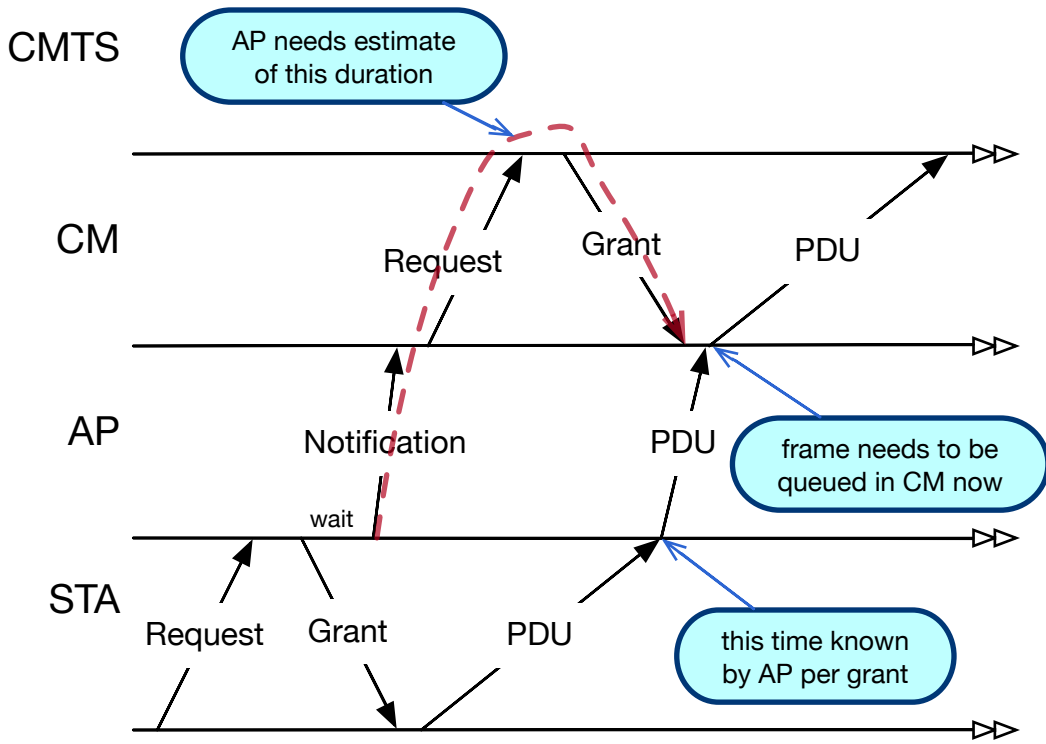 CMTS
AP needs estimate
of this duration
CM
Request
Grant
PDU
AP
Notification
PDU
frame needs to be
queued in CM now
wait
STA
Request
Grant
PDU
this time known
by AP per grant